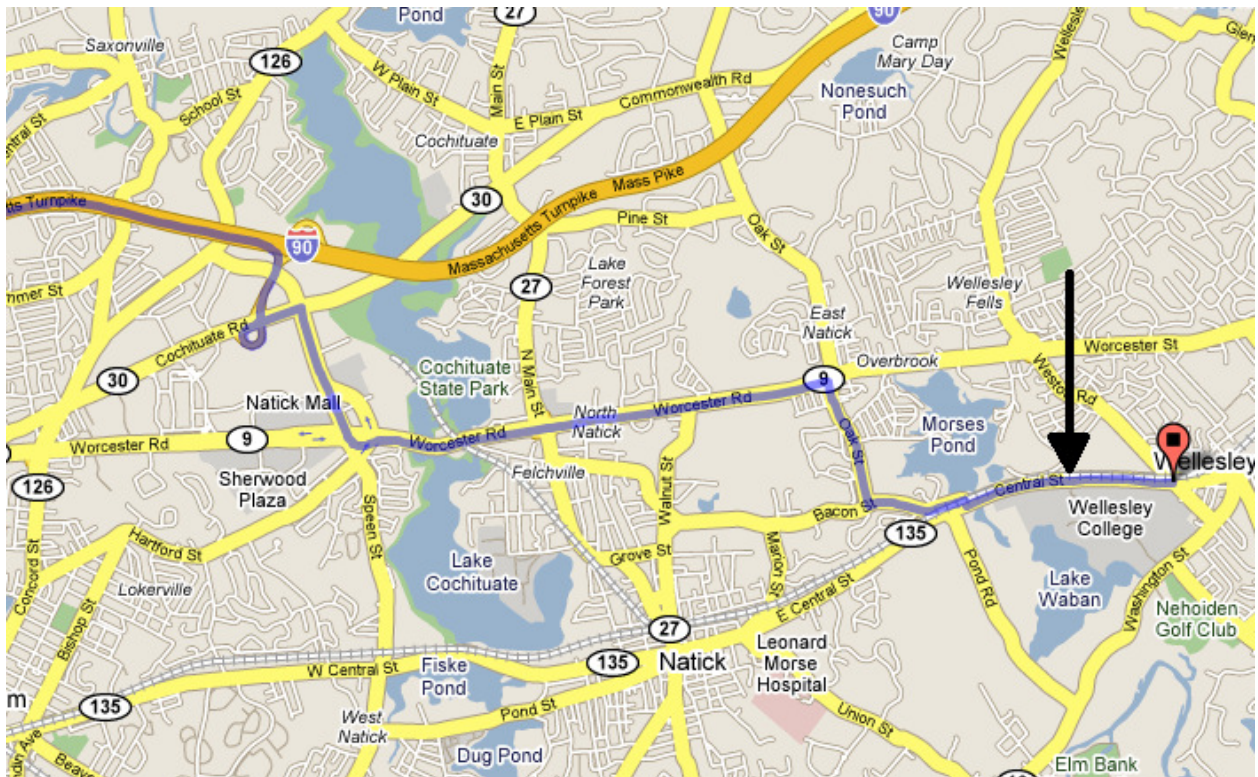 Pond
27
90
Saxonville
126
Camp
Mary Day
Main St
W Plain St
Commonwealth Rd
School St
Nonesuch
Pond
E Plain St
Cochituate
Mass Pike
30
Massachusetts Turnpike
Pine St
Oak St
90
Lake
Forest
Park
27
Wellesley
Fells
East
Natick
Cochituate Rd
N Main St
Overbrook
Worcester St
30
Cochituate
State Park
9
Weston Rd
Natick Mall
North
Natick
Worcester Rd
Morses
Pond
Worcester Rd
9
Worcester Rd
Oak St
Wellesley
Felchville
Sherwood
Plaza
Walnut St
Central St
126
Speen St
Bacon St
Wellesley
College
135
Hartford St
Grove St
Marion St
Concord St
Lokerville
Lake
Cochituate
E Central St
Pond Rd
Lake
Waban
Washington St
Nehoiden
Golf Club
Bishop St
27
W Central St
135
Natick
Leonard
Morse
Hospital
Fiske
Pond
135
Pond St
West
Natick
Union St
Dug Pond
Elm Bank